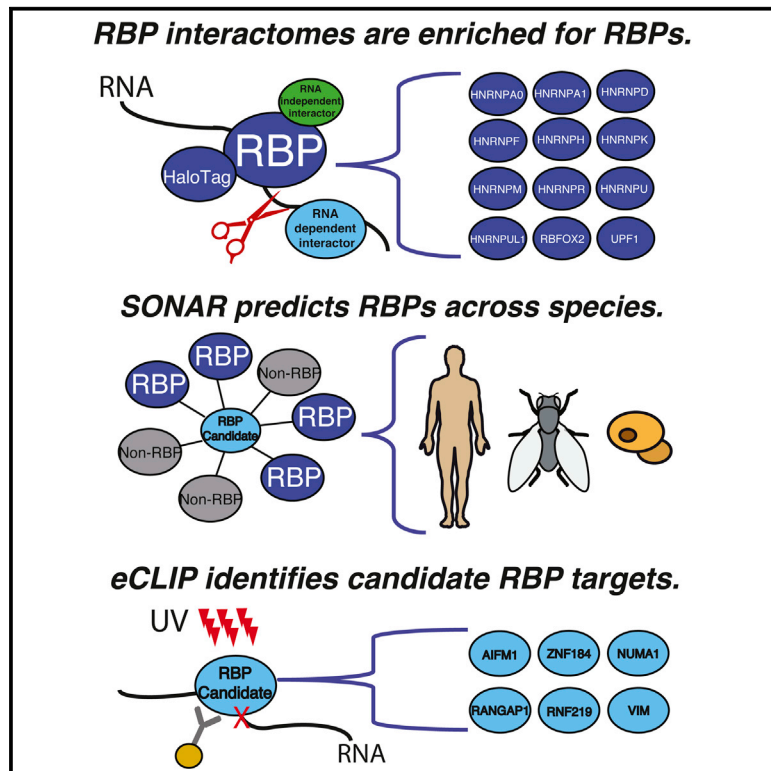 RBP interactomes are enriched for RBPs.
RNA
RNA
independent
interactor
RBP
HaloTag
RNA
dependent
interactor
HNRNPA0 HNRNPA1 HNRNPD
HNRNPF HNRNPH HNRNPK
HNRNPM HNRNPR HNRNPU
HNRNPUL1 RBFOX2 UPF1
SONAR predicts RBPs across species.
RBP
RBP
Non-RBP
RBP
Candidate
RBP
Non-RBP
Non-RBP
RBP
eCLIP identifies candidate RBP targets.
UV
RBP
Candidate
X
RNA
AIFM1 ZNF184 NUMA1
RANGAP1 RNF219 VIM